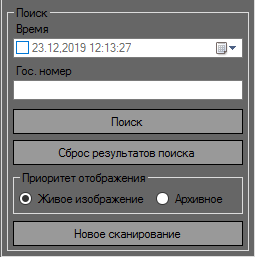 Поиск
Время
23.12.2019 12:13:27
Гос. номер
Поиск
Сброс результатов поиска
Приоритет отображения
Живое изображение Архивное
Новое сканирование